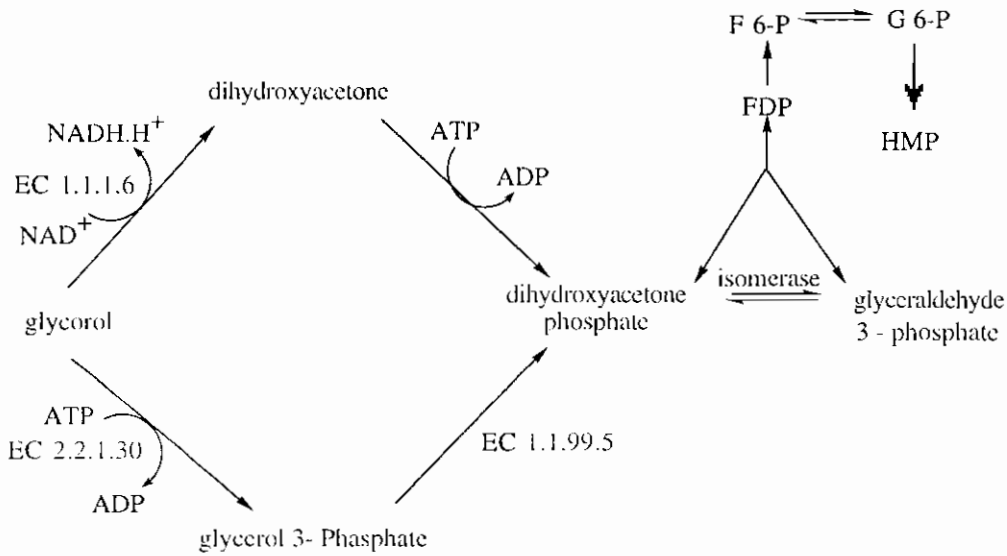 F 6-P
G 6-P
dihydroxyacetone
FDP
NADH.H+
ATP
HMP
EC 1.1.1.6
ADP
NAD+
isomerase
dihydroxyacetone
phosphate
glyceraldehyde
3 - phosphate
glycorol
ATP
EC 2.2.1.30
EC 1.1.99.5
ADP
glycerol 3- Phasphate